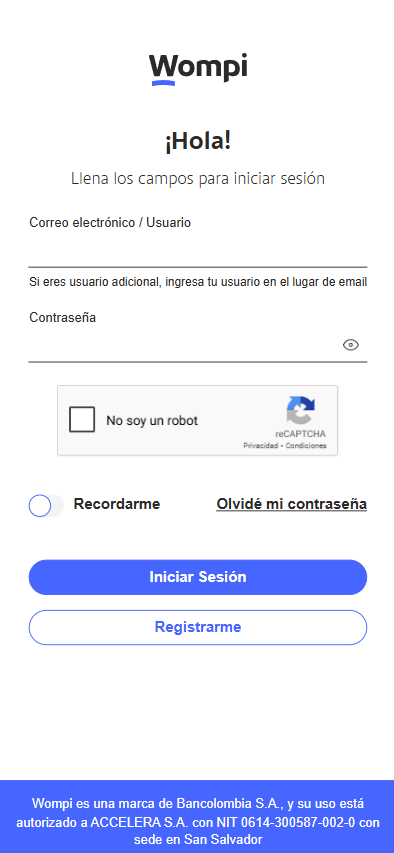 Wompi
¡Hola!
Llena los campos para iniciar sesión
Correo electrónico / Usuario
Si eres usuario adicional, ingresa tu usuario en el lugar de email
Contraseña
No soy un robot
reCAPTCHA
Privacidad - Condiciones
Recordarme
Olvidé mi contraseña
Iniciar Sesión
Registrarme
Wompi es una marca de Bancolombia S.A., y su uso está
autorizado a ACCELERA S.A. con NIT 0614-300587-002-0 con
sede en San Salvador